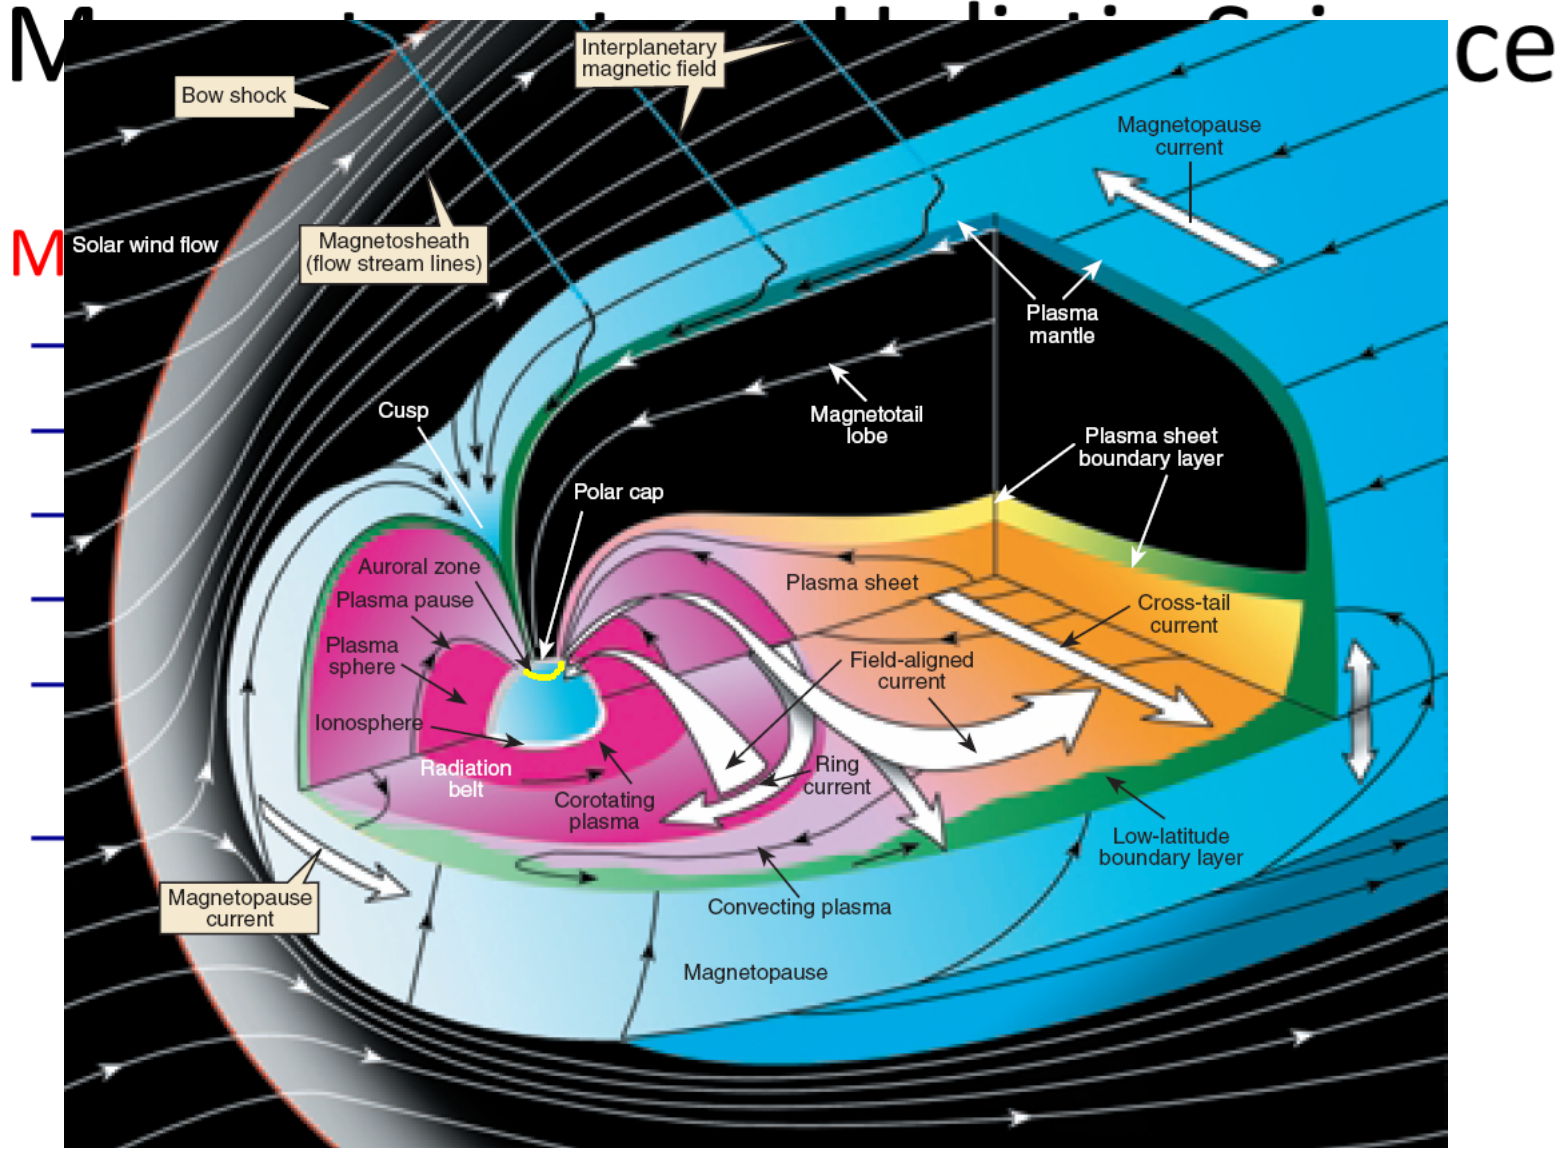 Interplanetary
magnetic field
Bow shock
Magnetopause
current
Solar wind flow
Magnetosheath
(flow stream lines)
Plasma
mantle
Cusp
Magnetotail
lobe
Plasma sheet
boundary layer
Polar cap
Auroral zone
Plasma pause
Plasma sheet
Cross-tail
current
Plasma
sphere
Field-aligned
current
Ionosphere
Radiation
belt
Ring
current
Corotating
plasma
Low-latitude
boundary layer
Magnetopause
current
Convecting plasma
Magnetopause